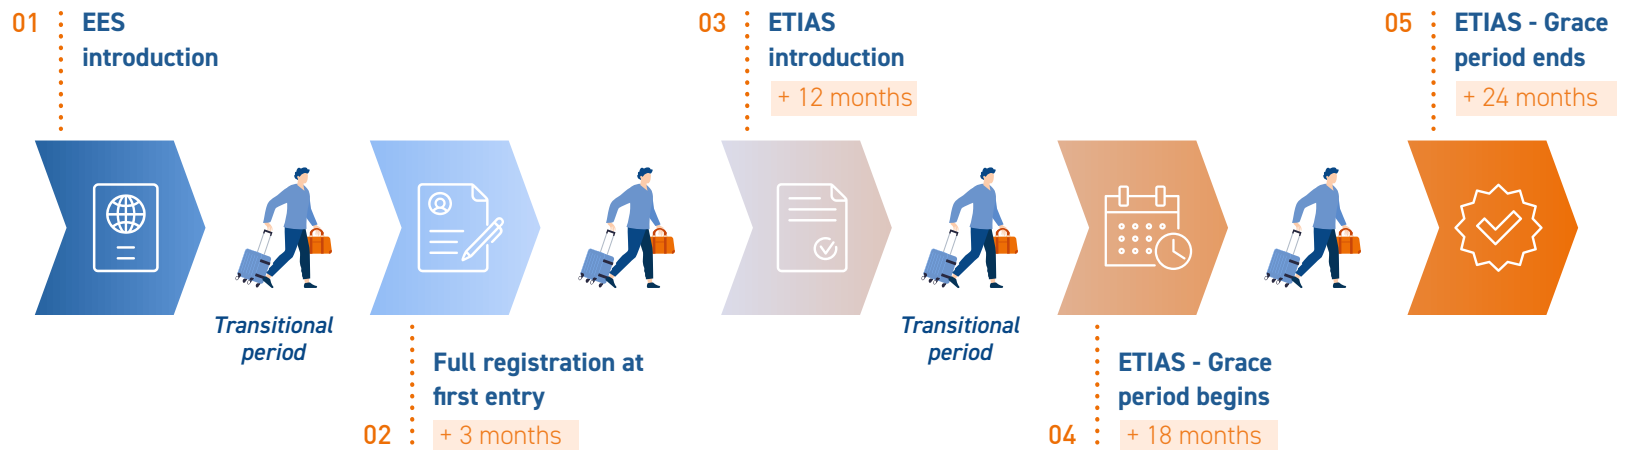 01
EES
introduction
Transitional
period
02
Full registration at
first entry
+ 3 months
03
ETIAS
introduction
+ 12 months
Transitional
period
04
ETIAS - Grace
period begins
+ 18 months
05
ETIAS - Grace
period ends
+ 24 months